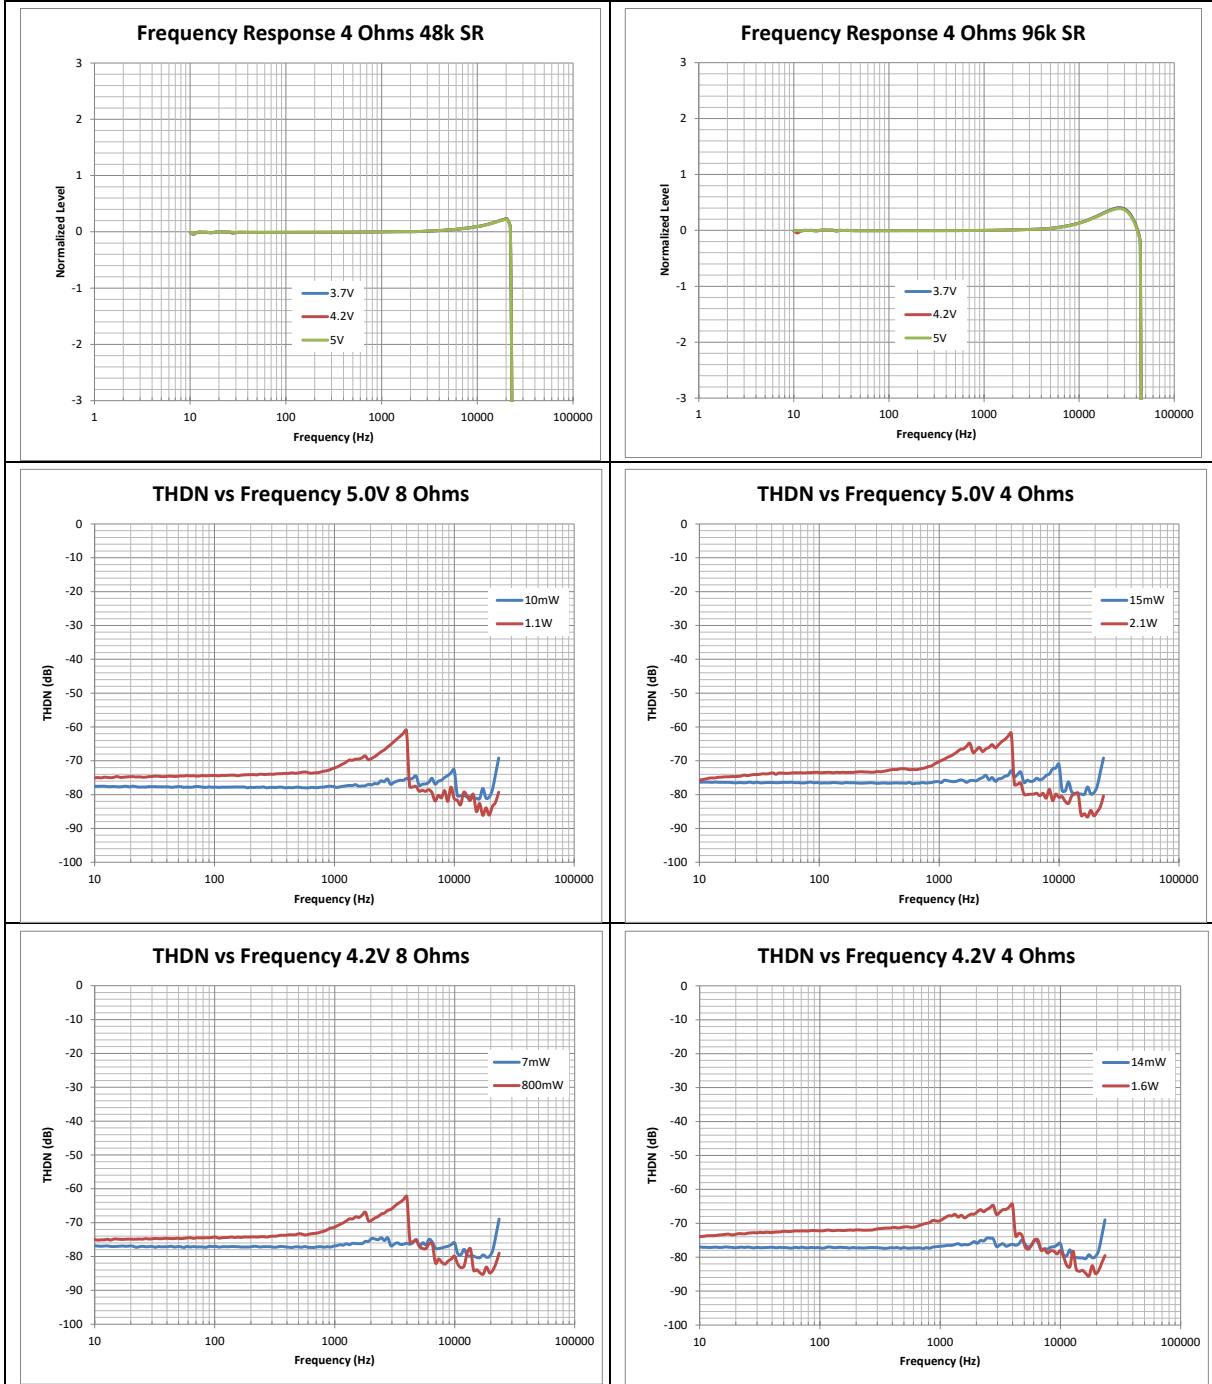 Frequency Response 4 Ohms 48k SR
3
2
1
0
-1
-2
-3
Normalized Level
3.7V
4.2V
5V
1 10 100 1000 10000 100000
Frequency (Hz)
Frequency Response 4 Ohms 96k SR
3
2
1
0
-1
-2
-3
Normalized Level
3.7V
4.2V
5V
1 10 100 1000 10000 100000
Frequency (Hz)
THDN vs Frequency 5.0V 8 Ohms
0
-10
-20
-30
-40
-50
-60
-70
-80
-90
-100
THDN (dB)
10mW
1.1W
10 100 1000 10000 100000
Frequency (Hz)
THDN vs Frequency 5.0V 4 Ohms
0
-10
-20
-30
-40
-50
-60
-70
-80
-90
-100
THDN (dB)
15mW
2.1W
10 100 1000 10000 100000
Frequency (Hz)
THDN vs Frequency 4.2V 8 Ohms
0
-10
-20
-30
-40
-50
-60
-70
-80
-90
-100
THDN (dB)
7mW
800mW
10 100 1000 10000 100000
Frequency (Hz)
THDN vs Frequency 4.2V 4 Ohms
0
-10
-20
-30
-40
-50
-60
-70
-80
-90
-100
THDN (dB)
14mW
1.6W
10 100 1000 10000 100000
Frequency (Hz)